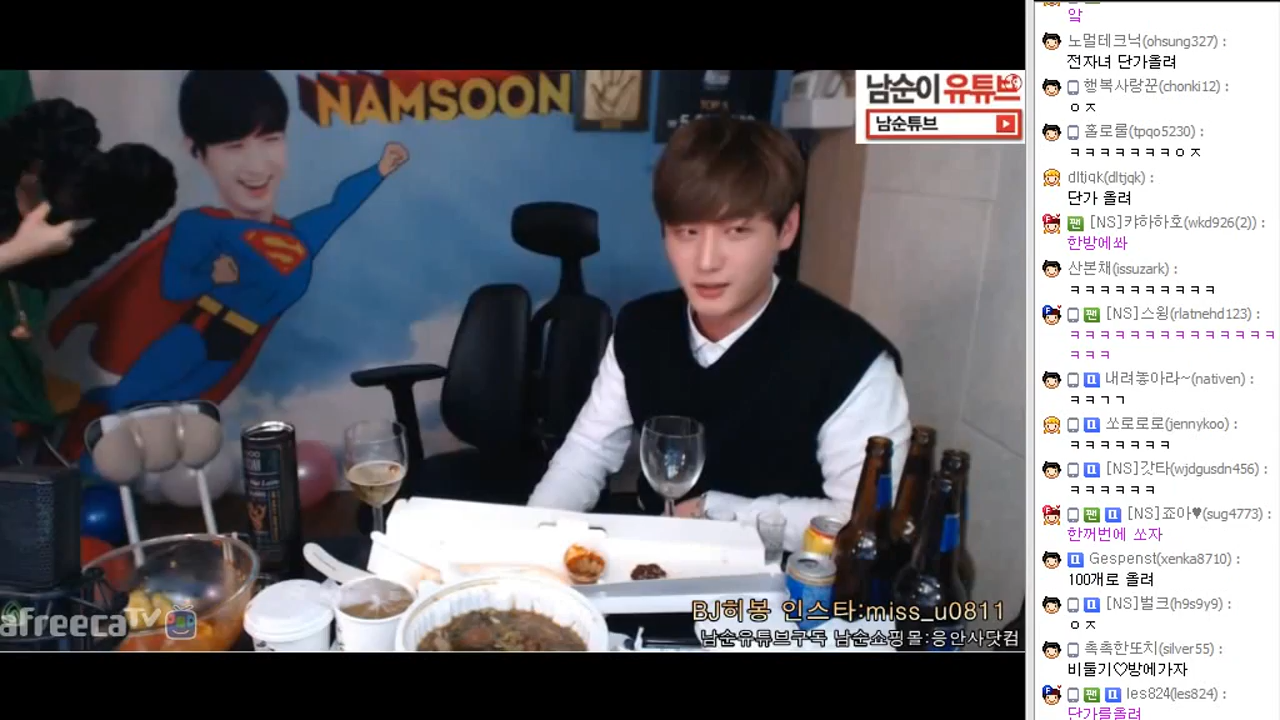 NAMSOON
남순이 유튜브
남순튜브
afreecaTV
BJ허봉 인스타:miss_u0811
남순유튜브구독 남순쇼핑몰:응안사닷컴
앞
노멀테크닉(ohsung327) :
전자녀 단가올려
행복사랑꾼(chonki12) :
ㅇㅈ
홀로롤(tpqo5230) :
ㅋㅋㅋㅋㅋㅋㅋㅇㅈ
dltjqk(dltjqk) :
단가 올려
팬 [NS]캬하하호(wkd926(2)) :
한방에쏴
산본채(issuzark) :
ㅋㅋㅋㅋㅋㅋㅋㅋㅋㅋ
팬 [NS]스윙(rlatnehd123) :
ㅋㅋㅋㅋㅋㅋㅋㅋㅋㅋㅋㅋㅋㅋ
ㅋㅋㅋ
내려놓아라~(nativen) :
ㅋㅋㄱㄱ
쏘로로로(jennykoo) :
ㅋㅋㅋㅋㅋㅋㅋ
[NS]갓타(wjdgusdn456) :
ㅋㅋㅋㅋㅋㅋ
팬 [NS]죠아♥(sug4773) :
한꺼번에 쏘자
Gespenst(xenka8710) :
100개로 올려
[NS]벌크(h9s9y9) :
ㅇㅈ
촉촉한또치(silver55) :
비둘기♡방에가자
팬 les824(les824) :
단가를올려